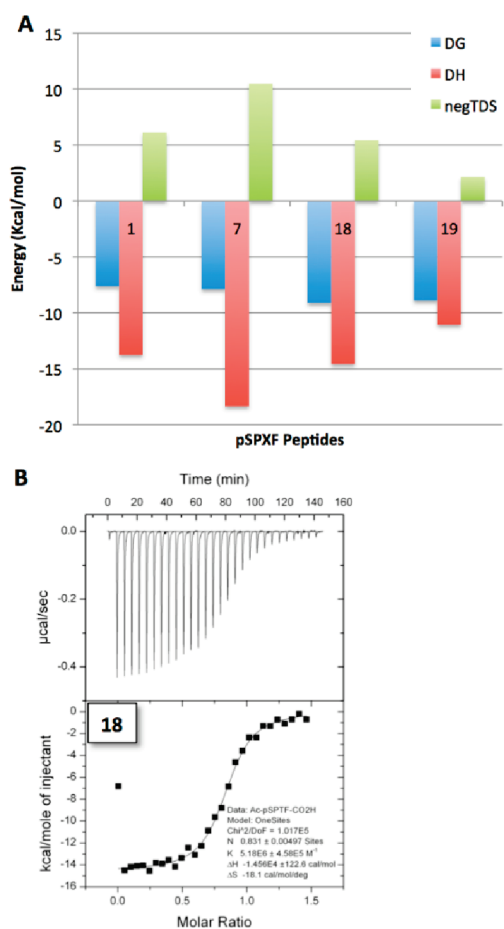 A
DG
DH
negTDS
15
10
5
0
-5
-10
-15
-20
Energy (Kcal/mol)
1
7
18
19
pSPXF Peptides
B
Time (min)
0 20 40 60 80 100 120 140 160
0.0
-0.2
-0.4
µcal/sec
0
-2
-4
-6
-8
-10
-12
-14
-16
kcal/mole of injectant
18
Data: Ac-pSPTF-CO2H
Model: OneSites
Chi^2/DoF = 1.017E5
N 0.831 ± 0.00497 Sites
K 5.18E6 ± 4.58E5 M⁻¹
ΔH -1.456E4 ±122.6 cal/mol
ΔS -18.1 cal/mol/deg
0.0 0.5 1.0 1.5
Molar Ratio